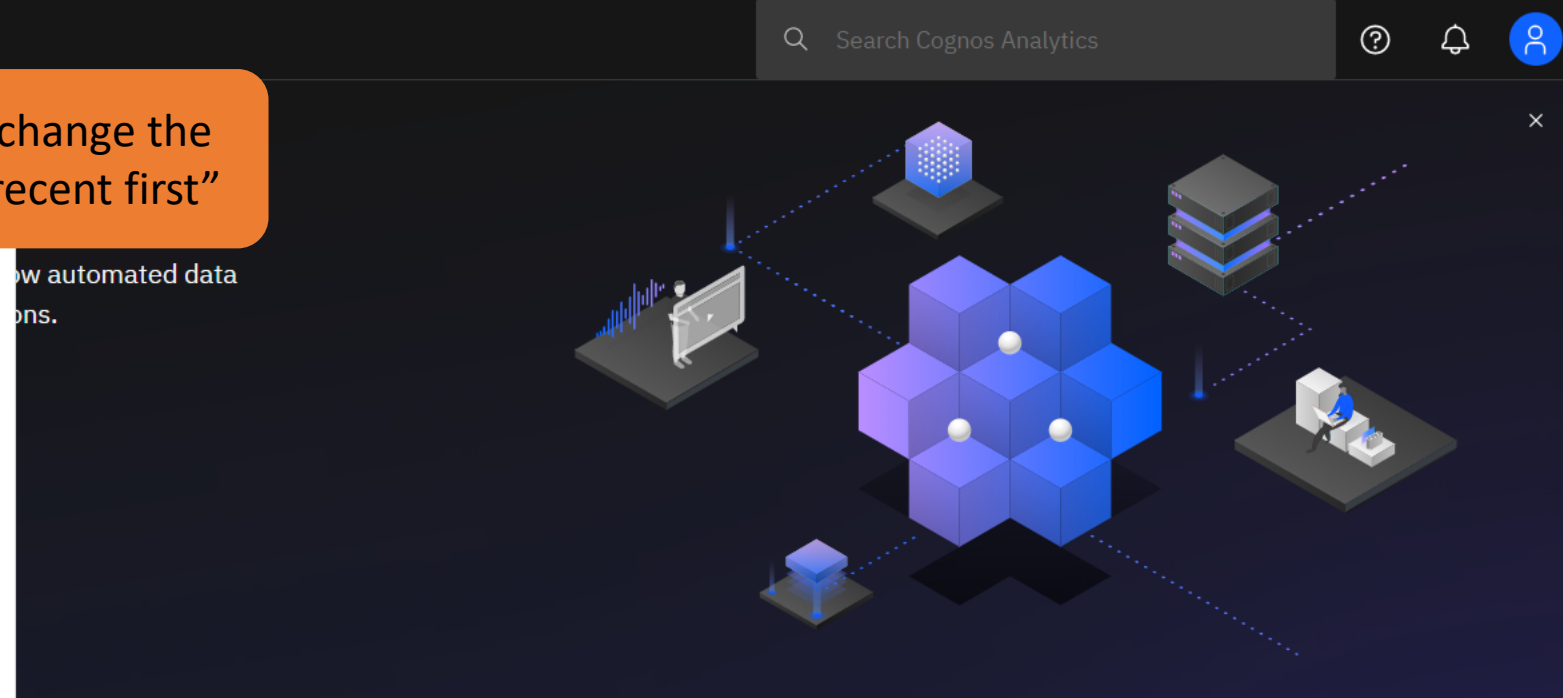 Search Cognos Analytics
change the
recent first”
ow automated data
ons.